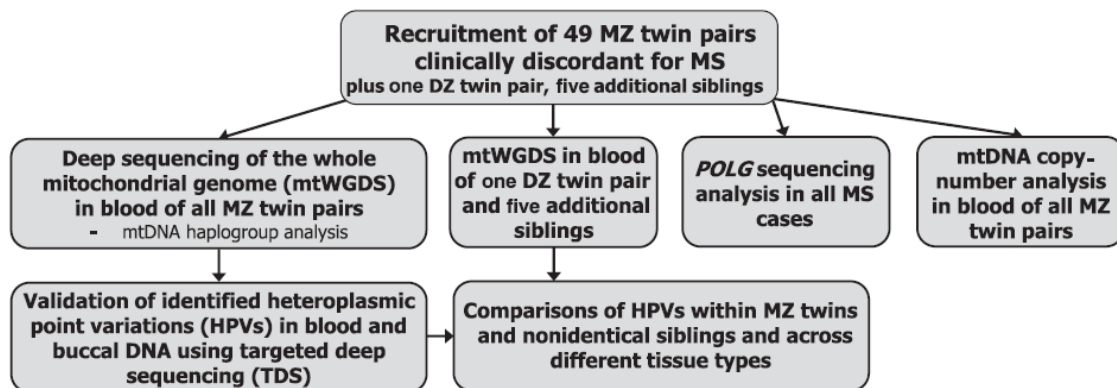 Recruitment of 49 MZ twin pairs
clinically discordant for MS
plus one DZ twin pair, five additional siblings
Deep sequencing of the whole
mitochondrial genome (mtWGDS)
in blood of all MZ twin pairs
- mtDNA haplogroup analysis
mtWGDS in blood
of one DZ twin pair
and five additional
siblings
POLG sequencing
analysis in all MS
cases
mtDNA copy-
number analysis
in blood of all MZ
twin pairs
Validation of identified heteroplasmic
point variations (HPVs) in blood and
buccal DNA using targeted deep
sequencing (TDS)
Comparisons of HPVs within MZ twins
and nonidentical siblings and across
different tissue types